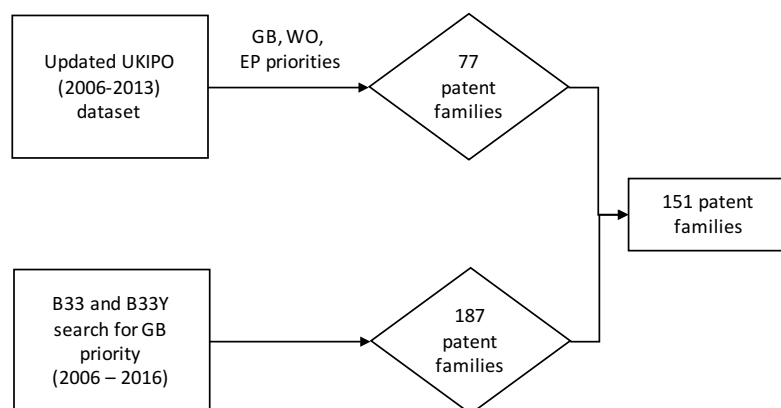 Updated UKIPO
(2006-2013)
dataset
GB, WO,
EP priorities
77
patent
families
151 patent
families
B33 and B33Y
search for GB
priority
(2006 – 2016)
187
patent
families